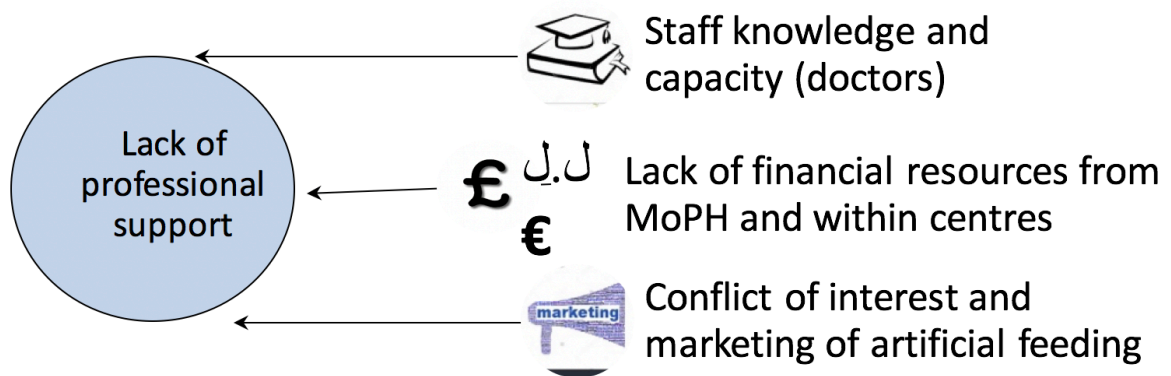 Staff knowledge and
capacity (doctors)
Lack of
professional
support
£ ل.لِ
€
Lack of financial resources from
MoPH and within centres
marketing
Conflict of interest and
marketing of artificial feeding